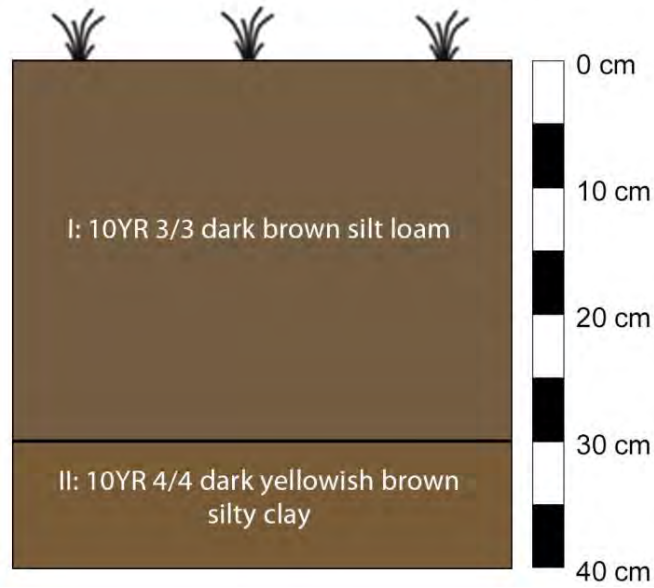 0 cm
10 cm
I: 10YR 3/3 dark brown silt loam
20 cm
30 cm
II: 10YR 4/4 dark yellowish brown
silty clay
40 cm